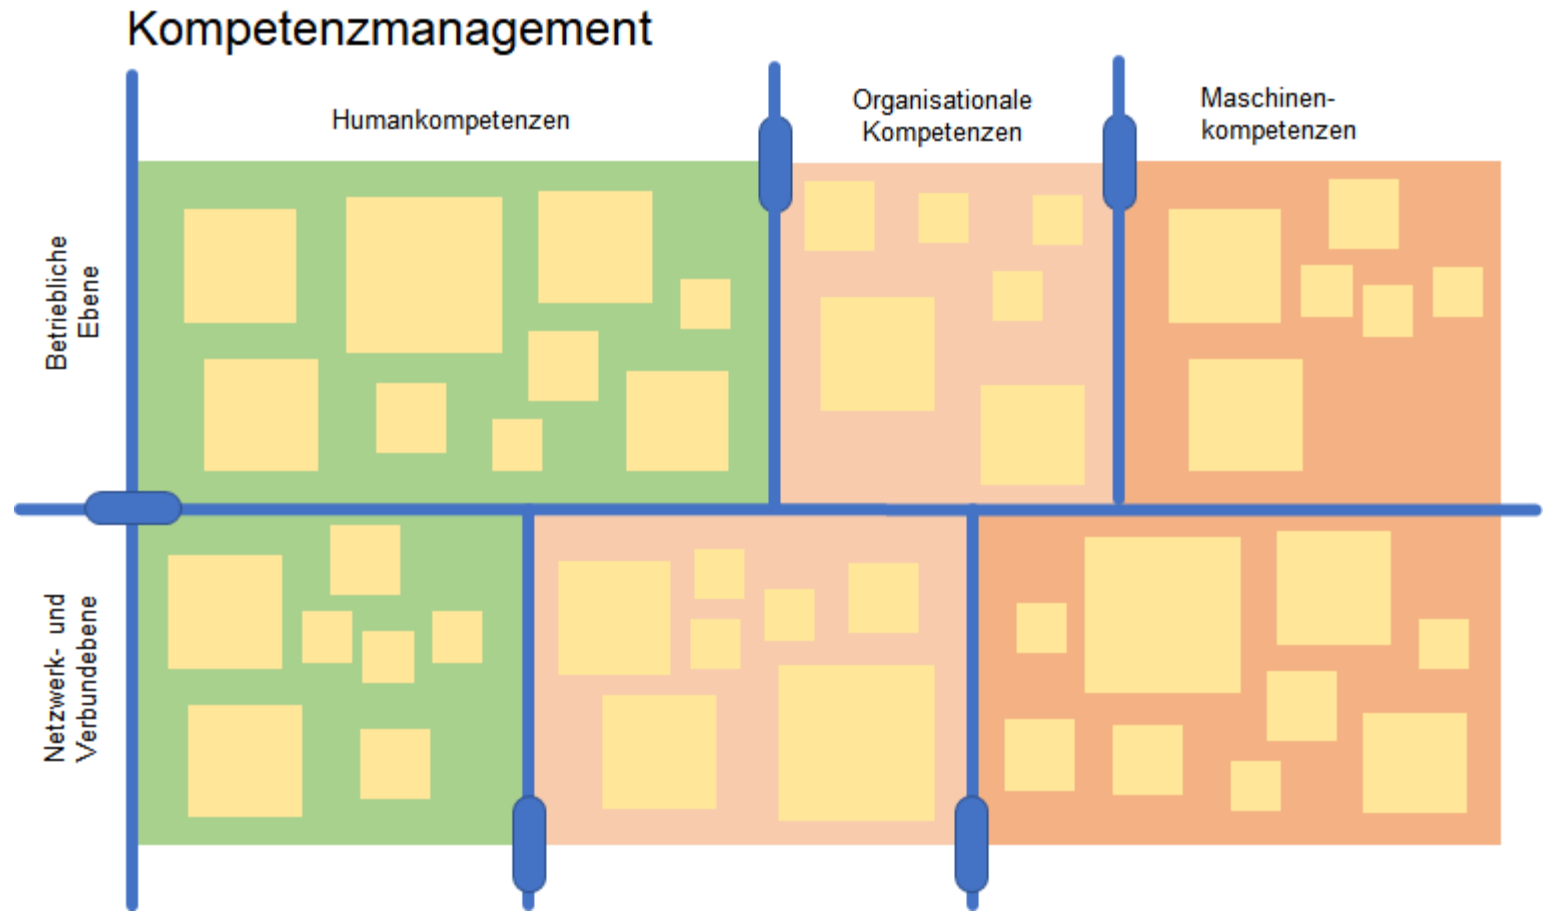 Kompetenzmanagement
Humankompetenzen
Organisationale
Kompetenzen
Maschinen-
kompetenzen
Betriebliche
Ebene
Netzwerk- und
Verbundebene